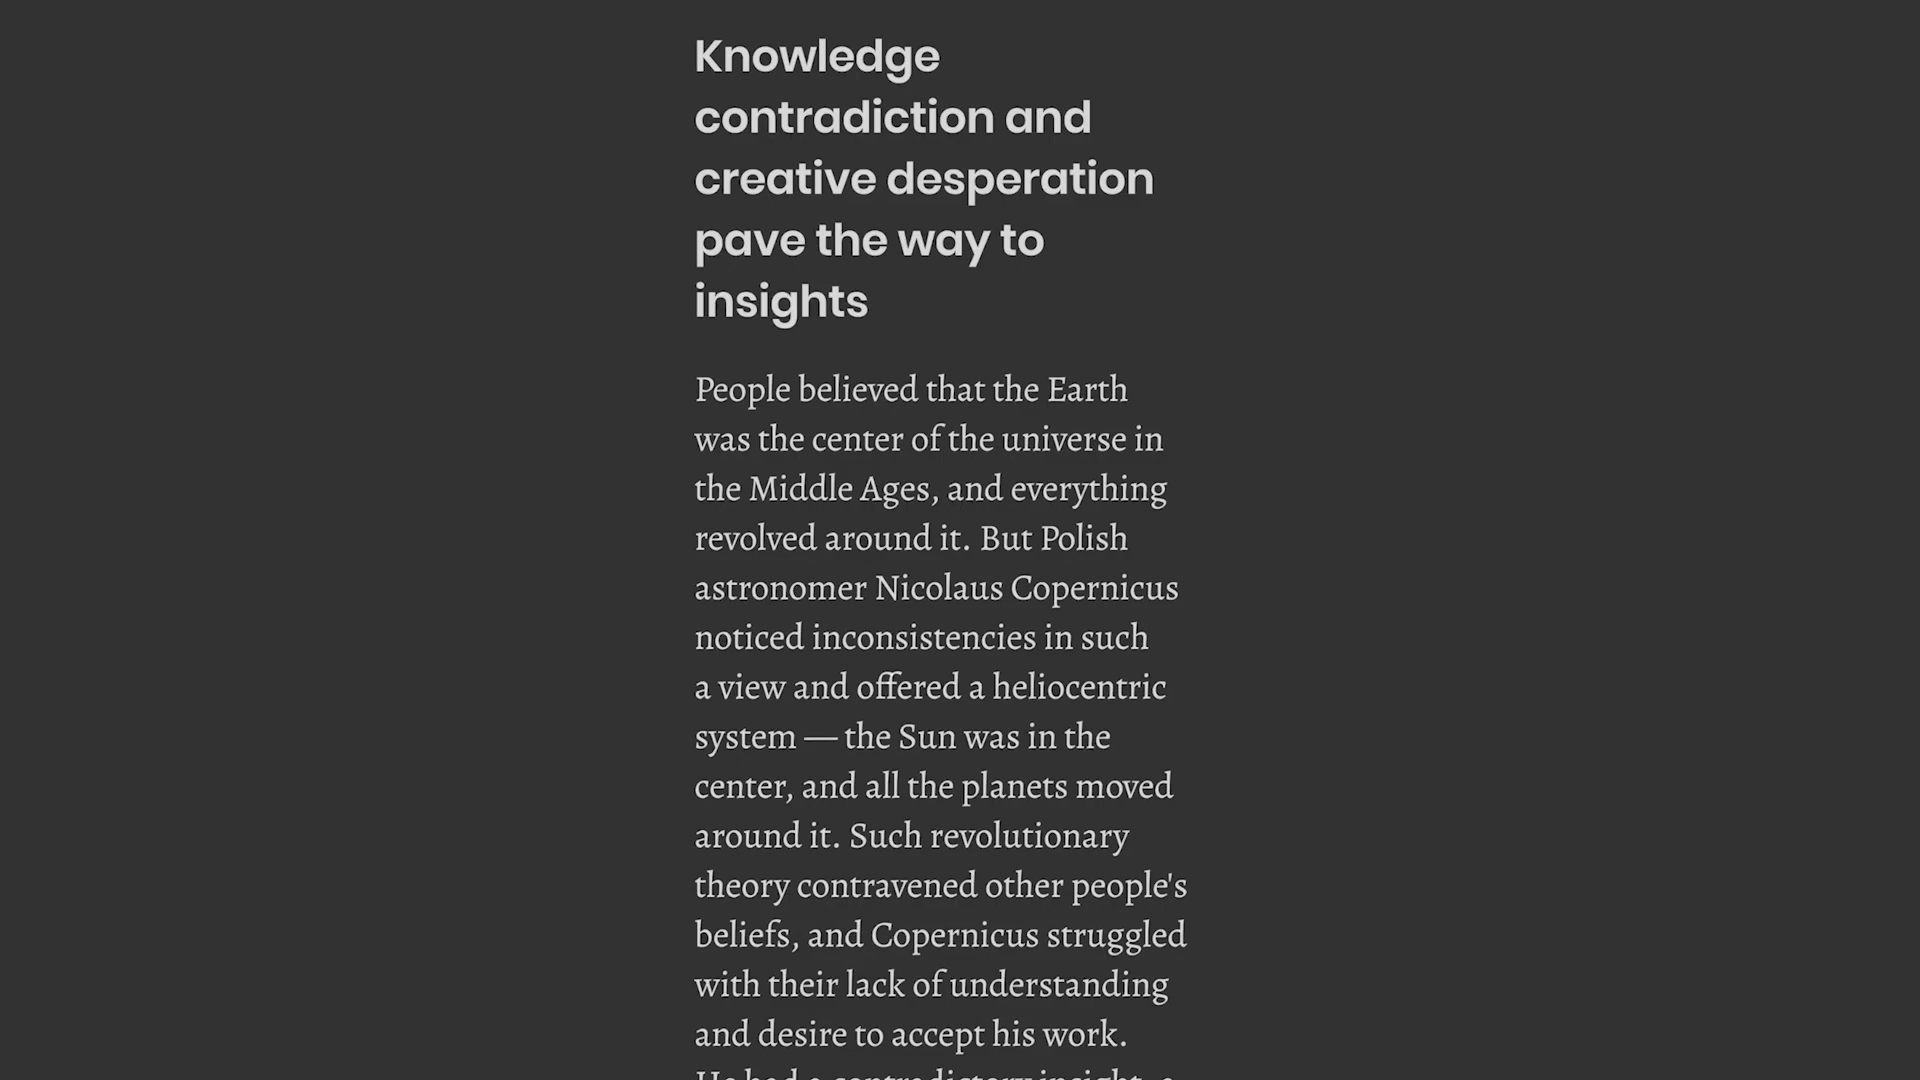 Knowledge
contradiction and
creative desperation
pave the way to
insights
People believed that the Earth
was the center of the universe in
the Middle Ages, and everything
revolved around it. But Polish
astronomer Nicolaus Copernicus
noticed inconsistencies in such
a view and offered a heliocentric
system — the Sun was in the
center, and all the planets moved
around it. Such revolutionary
theory contravened other people's
beliefs, and Copernicus struggled
with their lack of understanding
and desire to accept his work.
He had a contradictory insight, a